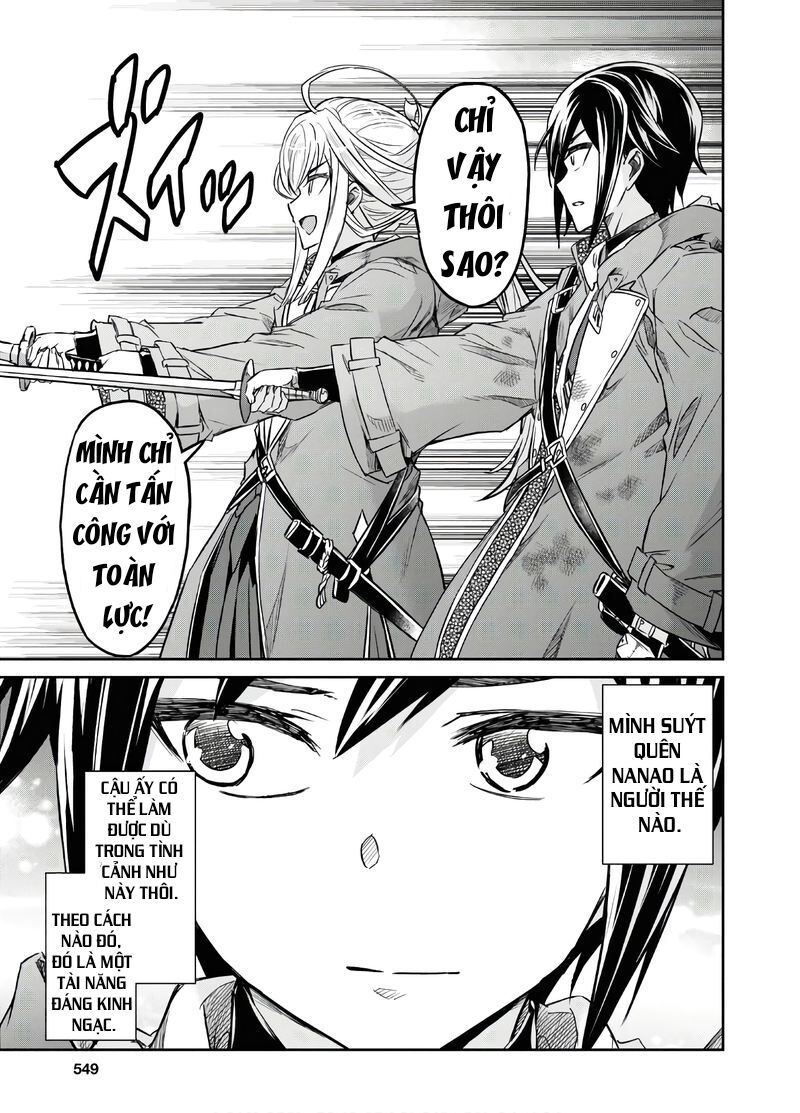 CHỈ
VẬY
THÔI
SAO?
ズイッ
MÌNH CHỈ
CẦN TẤN
CÔNG VỚI
TOÀN
LỰC!
MÌNH SUÝT
QUÊN
NANAO LÀ
NGƯỜI THẾ
NÀO.
CẬU ẤY CÓ
THỂ LÀM
ĐƯỢC DÙ
TRONG TÌNH
CẢNH NHƯ
NÀY THÔI.
THEO CÁCH
NÀO ĐÓ,
ĐÓ LÀ MỘT
TÀI NĂNG
ĐÁNG KINH
NGẠC.
549